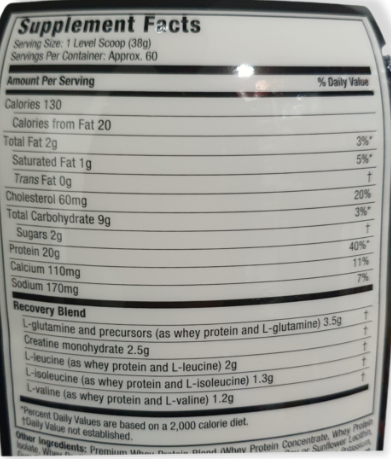 Supplement Facts
Serving Size: 1 Level Scoop (38g)
Servings Per Container: Approx. 60
Amount Per Serving % Daily Value
Calories 130
Calories from Fat 20
Total Fat 2g 3%*
Saturated Fat 1g 5%*
Trans Fat 0g †
Cholesterol 60mg 20%
Total Carbohydrate 9g 3%*
Sugars 2g †
Protein 20g 40%*
Calcium 110mg 11%
Sodium 170mg 7%
Recovery Blend
L-glutamine and precursors (as whey protein and L-glutamine) 3.5g †
Creatine monohydrate 2.5g †
L-leucine (as whey protein and L-leucine) 2g †
L-isoleucine (as whey protein and L-isoleucine) 1.3g †
L-valine (as whey protein and L-valine) 1.2g †
*Percent Daily Values are based on a 2,000 calorie diet.
†Daily Value not established.
Other Ingredients: Premium Whey Protein Blend (Whey Protein Concentrate, Whey Protein
Isolate, Whey or Sunflower Lecithin,